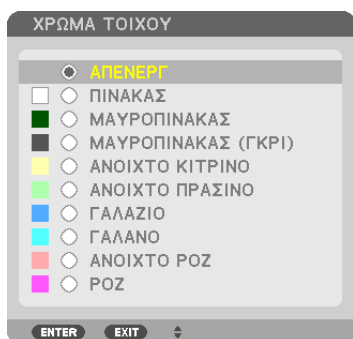 ΧΡΩΜΑ ΤΟΙΧΟΥ
ΑΠΕΝΕΡΓ
ΠΙΝΑΚΑΣ
ΜΑΥΡΟΠΙΝΑΚΑΣ
ΜΑΥΡΟΠΙΝΑΚΑΣ (ΓΚΡΙ)
ΑΝΟΙΧΤΟ ΚΙΤΡΙΝΟ
ΑΝΟΙΧΤΟ ΠΡΑΣΙΝΟ
ΓΑΛΑΖΙΟ
ΓΑΛΑΝΟ
ΑΝΟΙΧΤΟ ΡΟΖ
ΡΟΖ
ENTER EXIT